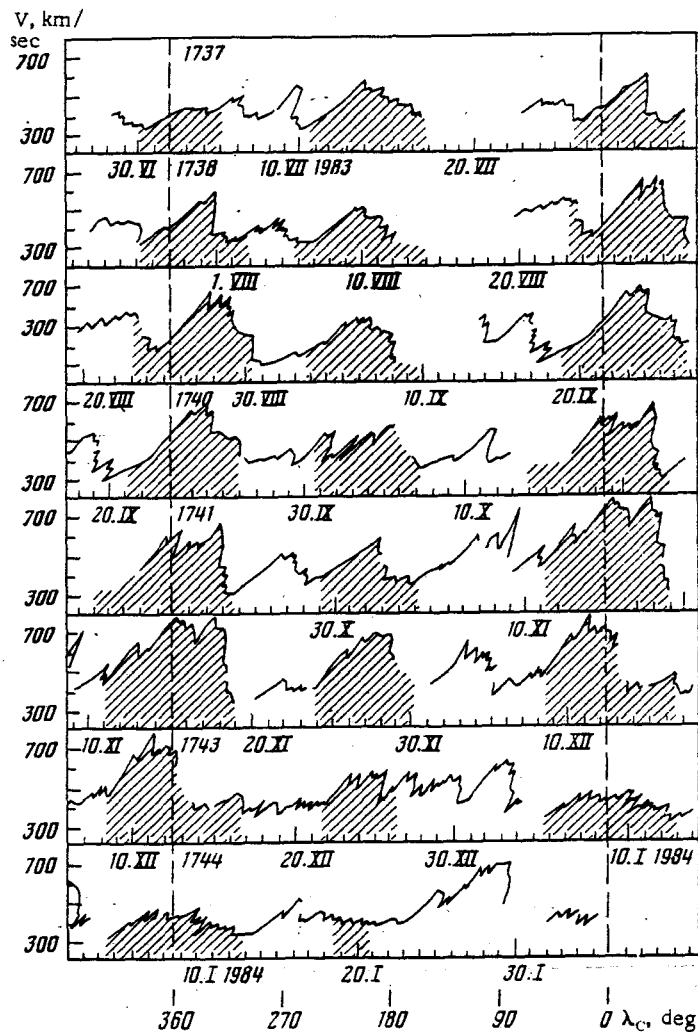 V, km/
sec
700 1737
300
30.VI 1738 10.VII 1983 20.VII
700
300
1.VIII 10.VIII 20.VIII
700
300
20.VIII 1740 30.VIII 10.IX 20.IX
700
300
20.IX 1741 30.IX 10.X
700
300
30.X 10.XI
700
300
10.XI 1743 20.XI 30.XI 10.XII
700
300
10.XII 1744 20.XII 30.XII 10.I 1984
700
300
10.I 1984 20.I 30.I
360 270 180 90 0 λC, deg